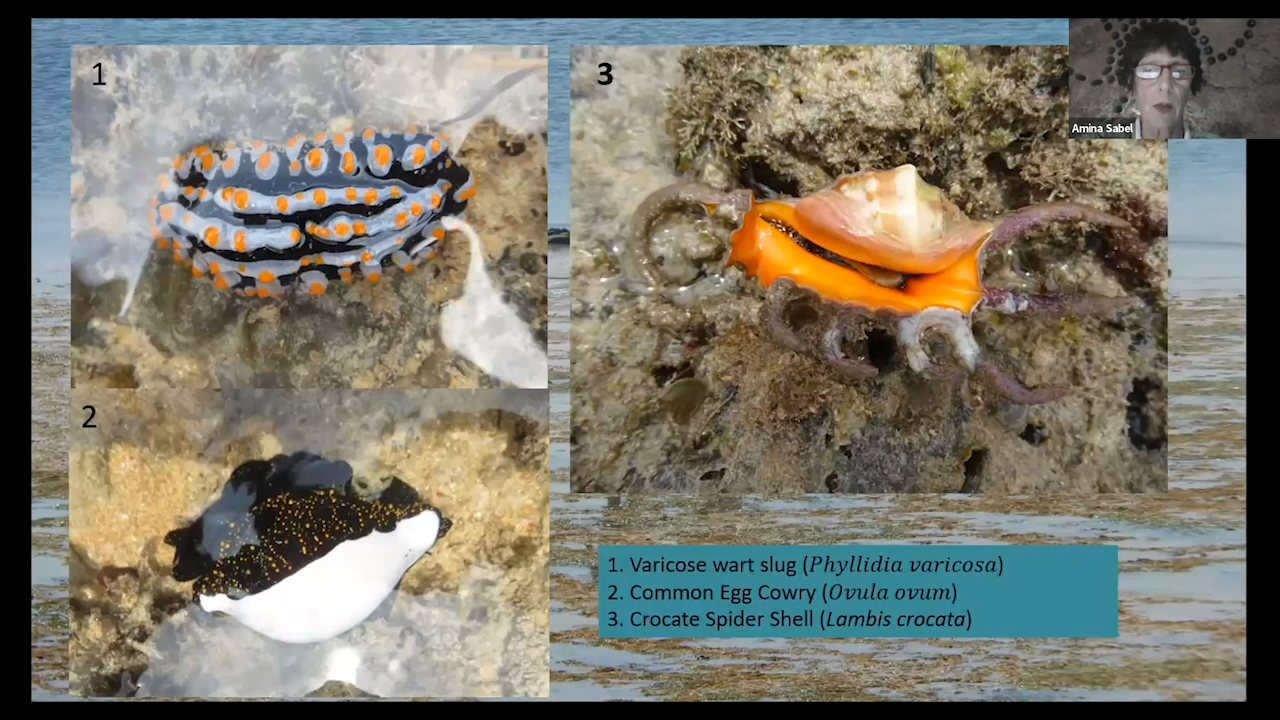 1
3
Amina Sabel
2
1. Varicose wart slug (Phyllidia varicosa)
2. Common Egg Cowry (Ovula ovum)
3. Crocate Spider Shell (Lambis crocata)